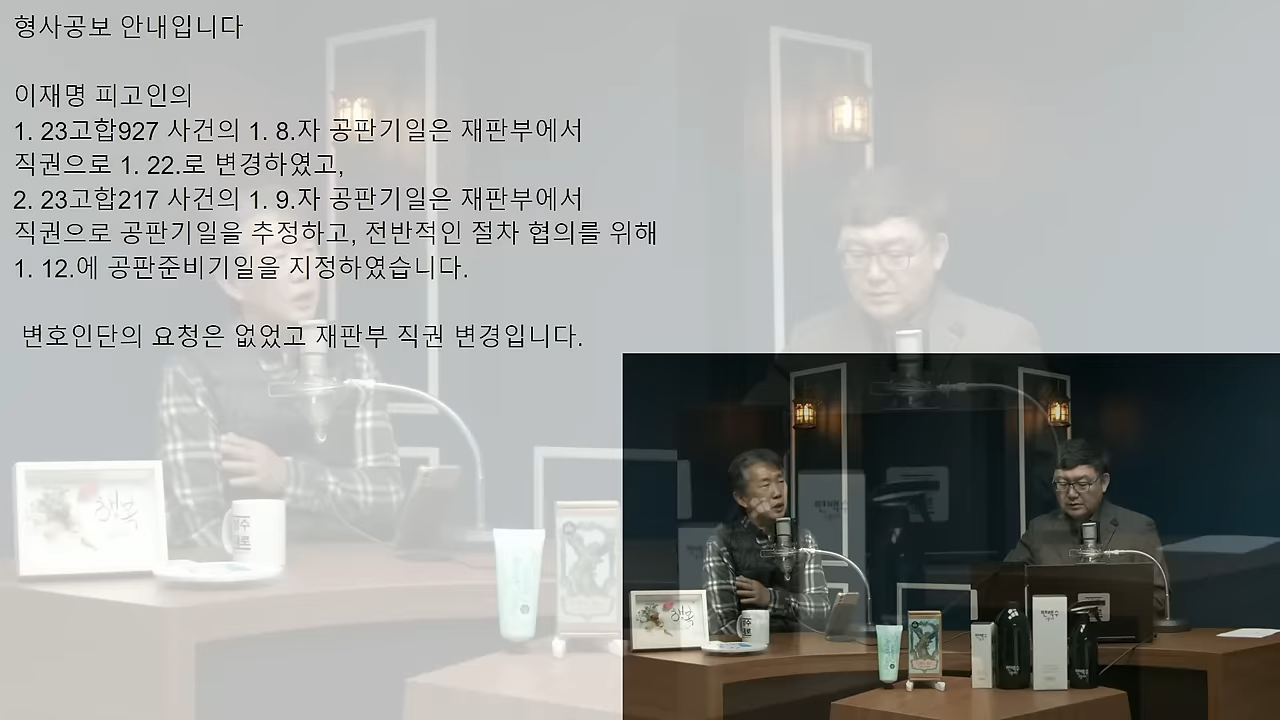 형사공보 안내입니다
이재명 피고인의
1. 23고합927 사건의 1. 8.자 공판기일은 재판부에서
직권으로 1. 22.로 변경하였고,
2. 23고합217 사건의 1. 9.자 공판기일은 재판부에서
직권으로 공판기일을 추정하고, 전반적인 절차 협의를 위해
1. 12.에 공판준비기일을 지정하였습니다.
변호인단의 요청은 없었고 재판부 직권 변경입니다.
행복
행복